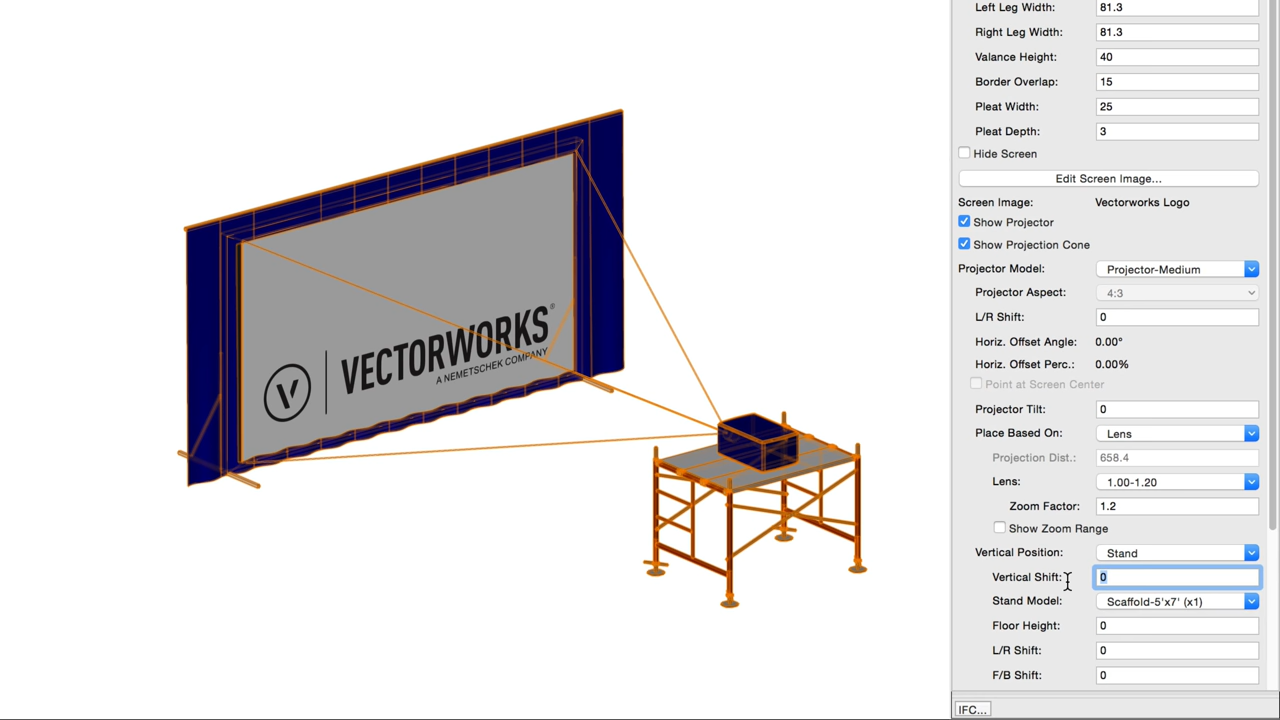 Left Leg Width: 81.3
Right Leg Width: 81.3
Valance Height: 40
Border Overlap: 15
Pleat Width: 25
Pleat Depth: 3
Hide Screen
Edit Screen Image...
Screen Image: Vectorworks Logo
Show Projector
Show Projection Cone
Projector Model: Projector-Medium
Projector Aspect: 4:3
L/R Shift: 0
Horiz. Offset Angle: 0.00°
Horiz. Offset Perc.: 0.00%
Point at Screen Center
Projector Tilt: 0
Place Based On: Lens
Projection Dist.: 658.4
Lens: 1.00-1.20
Zoom Factor: 1.2
Show Zoom Range
Vertical Position: Stand
Vertical Shift: 0
Stand Model: Scaffold-5'x7' (x1)
Floor Height: 0
L/R Shift: 0
F/B Shift: 0
IFC...
V VECTORWORKS®
A NEMETSCHEK COMPANY